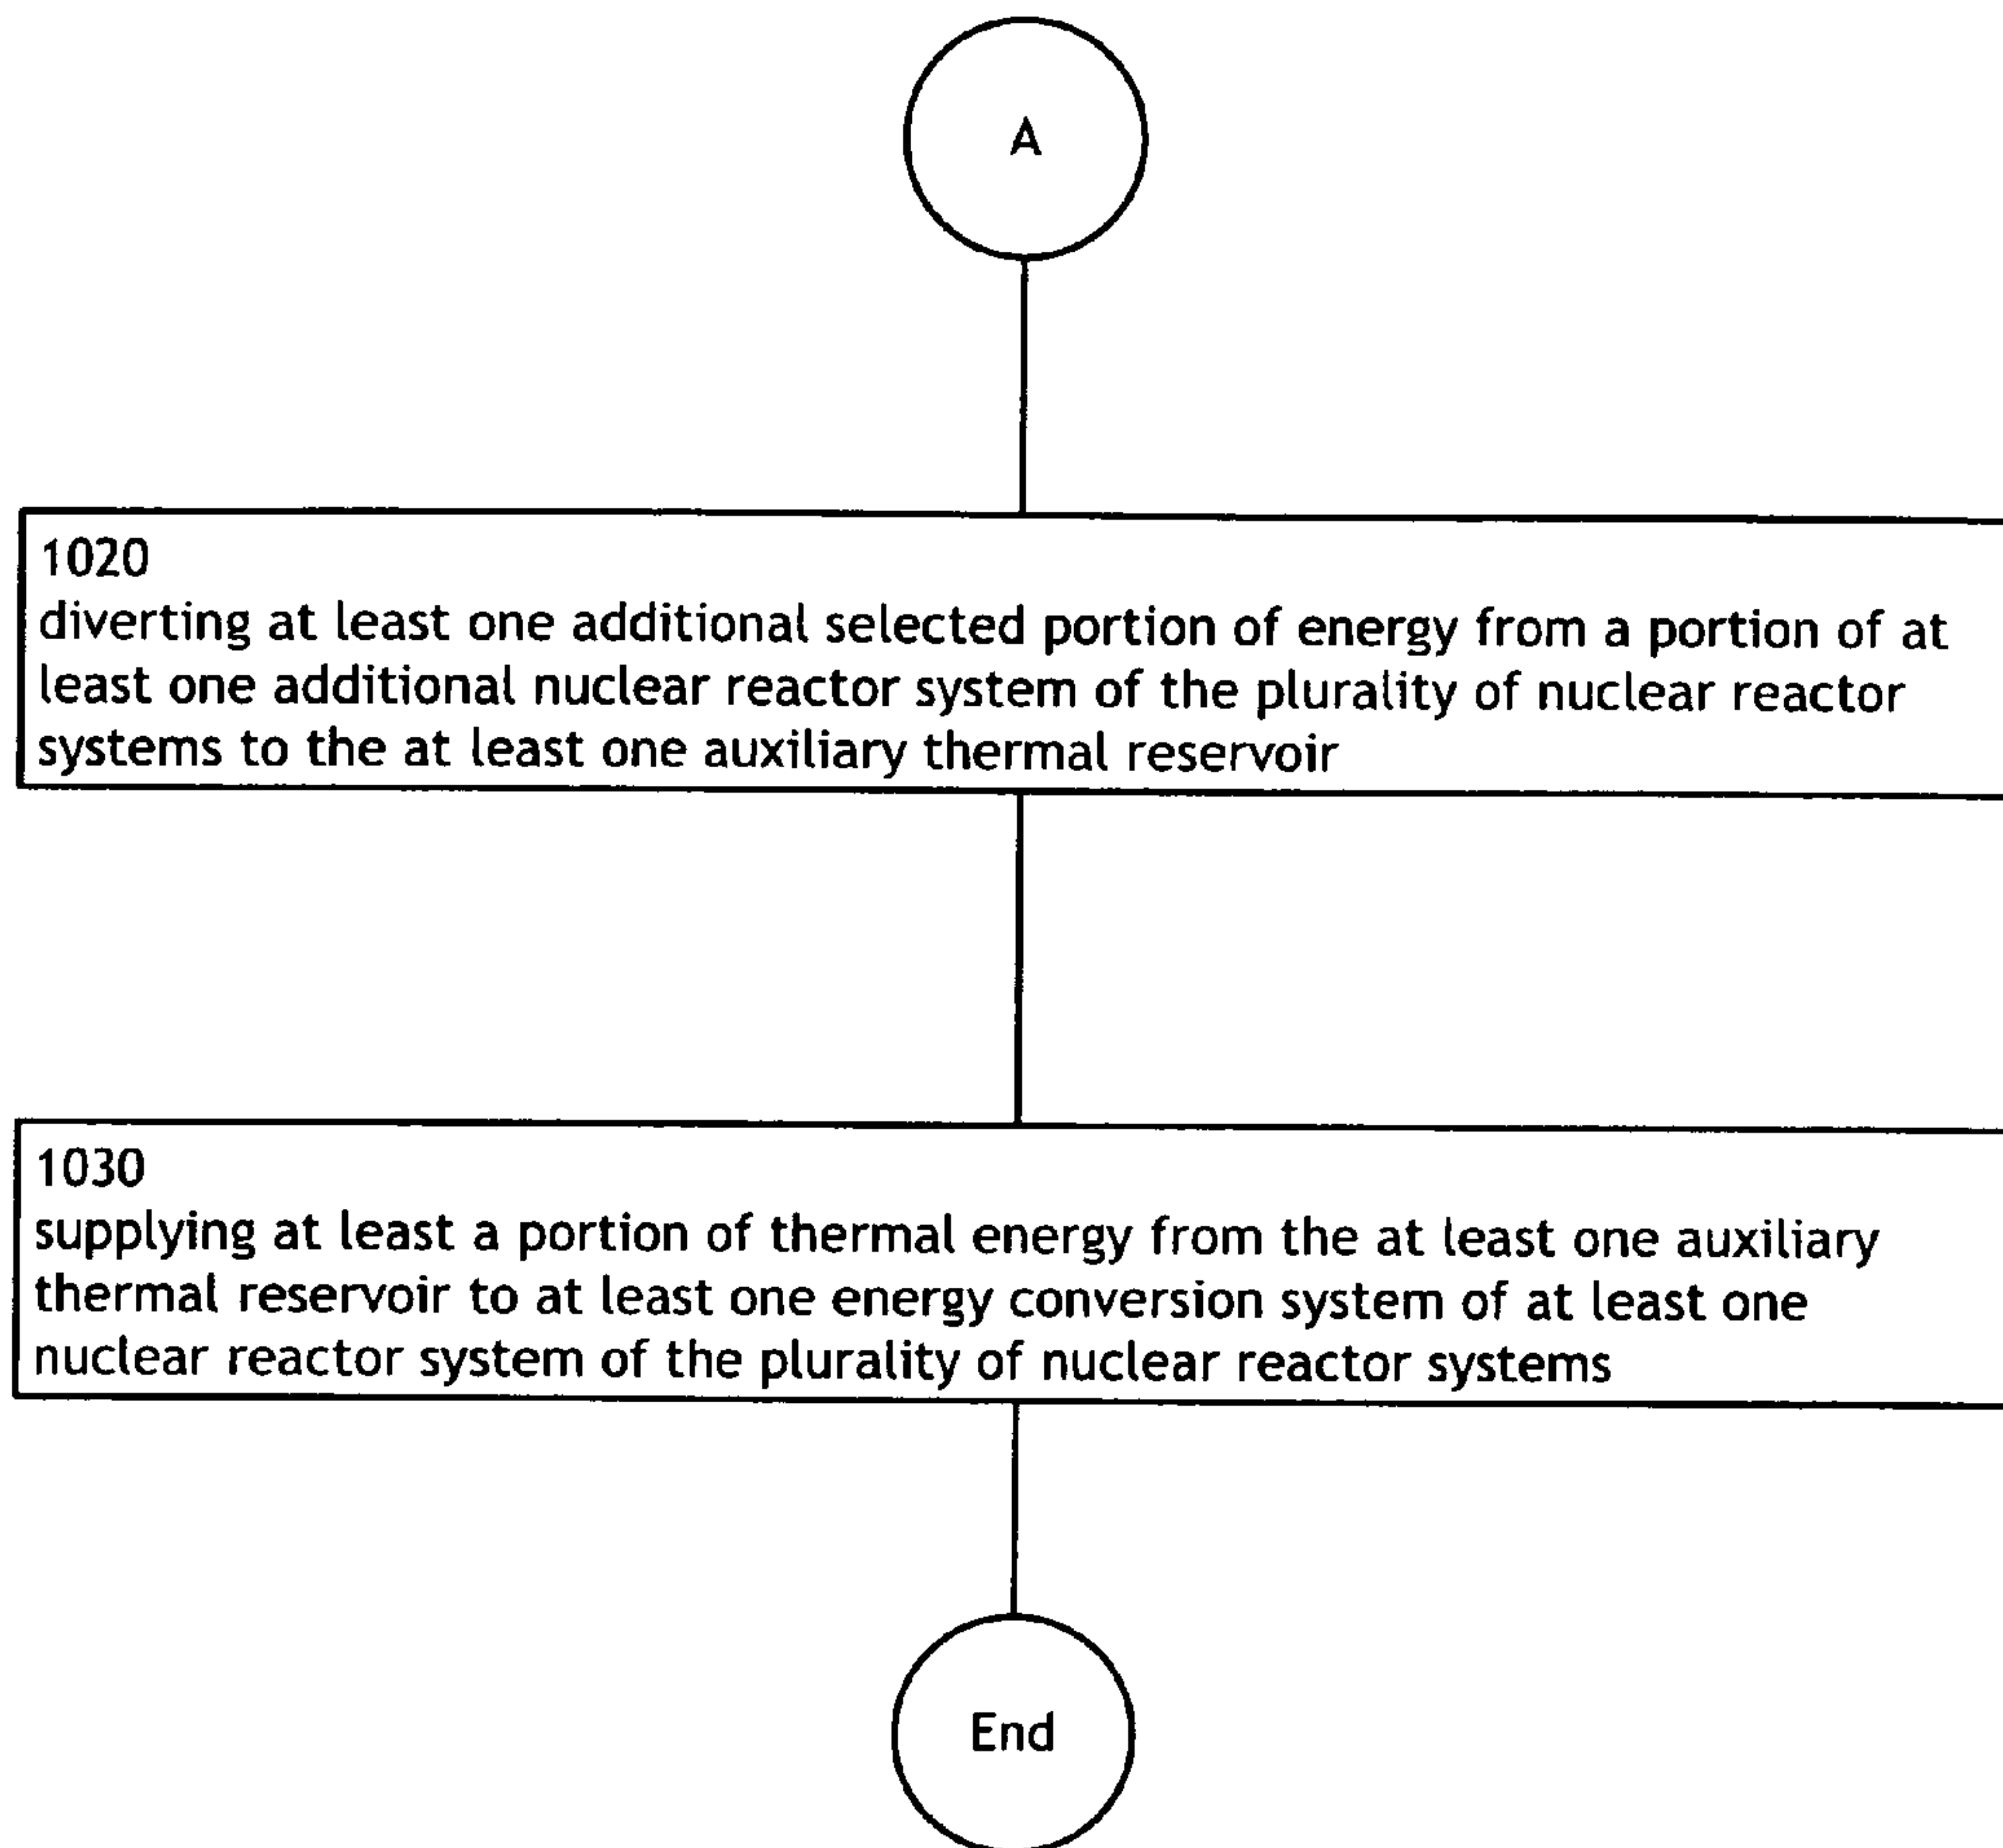 A
1020
diverting at least one additional selected portion of energy from a portion of at
least one additional nuclear reactor system of the plurality of nuclear reactor
systems to the at least one auxiliary thermal reservoir
1030
supplying at least a portion of thermal energy from the at least one auxiliary
thermal reservoir to at least one energy conversion system of at least one
nuclear reactor system of the plurality of nuclear reactor systems
End